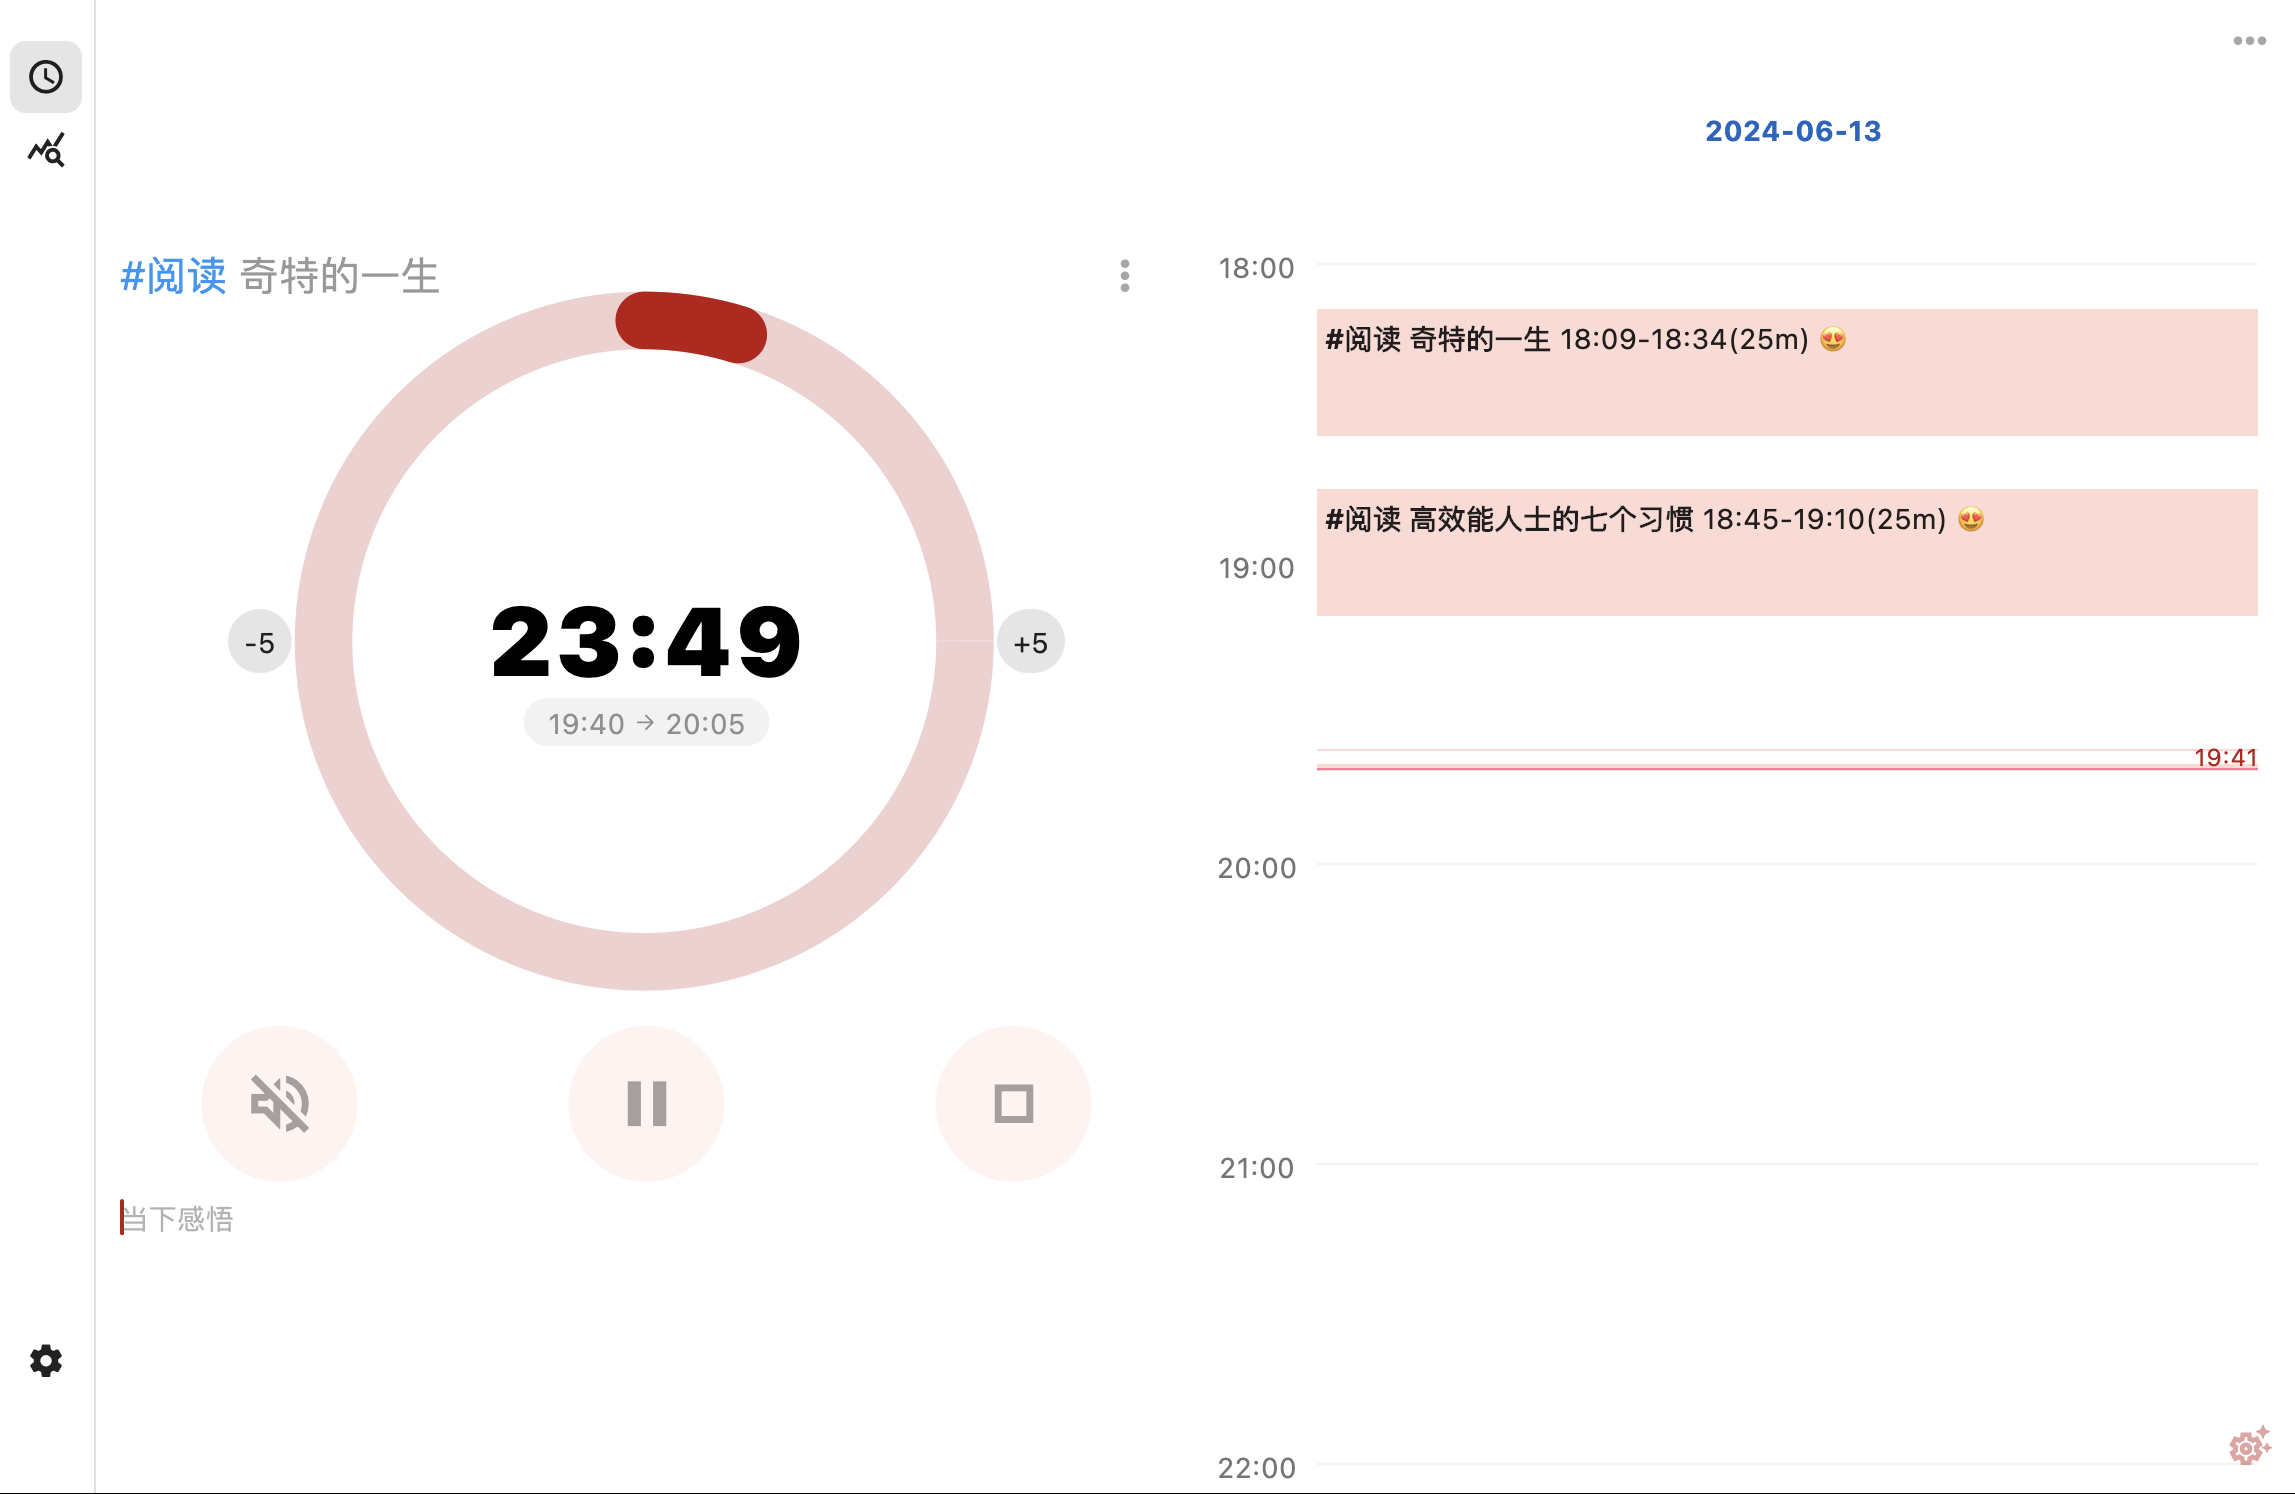 #阅读 奇特的一生
-5
23:49
+5
19:40 → 20:05
当下感悟
2024-06-13
18:00
#阅读 奇特的一生 18:09-18:34(25m) 😍
#阅读 高效能人士的七个习惯 18:45-19:10(25m) 😍
19:00
19:41
20:00
21:00
22:00